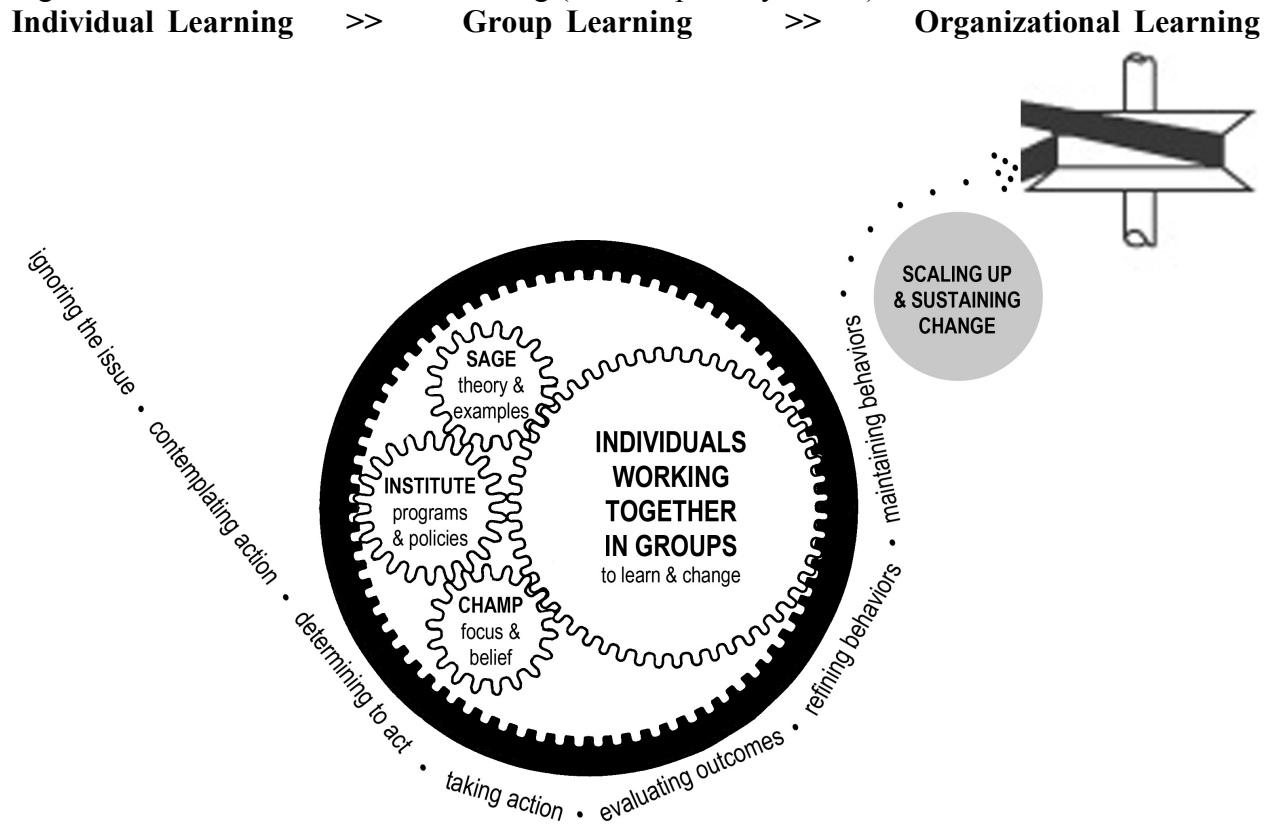 Individual Learning >> Group Learning >> Organizational Learning
SCALING UP
& SUSTAINING
CHANGE
ignoring the issue • contemplating action • determining to act • taking action • evaluating outcomes • refining behaviors • maintaining behaviors
SAGE
theory &
examples
INSTITUTE
programs
& policies
CHAMP
focus &
belief
INDIVIDUALS
WORKING
TOGETHER
IN GROUPS
to learn & change